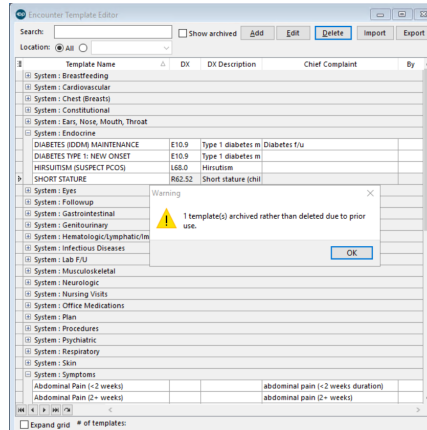 Encounter Template Editor
Search: Show archived Add Edit Delete Import Export
Location: All
Template Name DX DX Description Chief Complaint By
System : Breastfeeding
System : Cardiovascular
System : Chest (Breasts)
System : Constitutional
System : Ears, Nose, Mouth, Throat
System : Endocrine
DIABETES (IDDM) MAINTENANCE E10.9 Type 1 diabetes m Diabetes f/u
DIABETES TYPE 1: NEW ONSET E10.9 Type 1 diabetes m
HIRSUITISM (SUSPECT PCOS) L68.0 Hirsutism
SHORT STATURE R62.52 Short stature (chil
System : Eyes
System : Followup
System : Gastrointestinal
System : Genitourinary
System : Hematologic/Lymphatic/Im
System : Infectious Diseases
System : Lab F/U
System : Musculoskeletal
System : Neurologic
System : Nursing Visits
System : Office Medications
System : Plan
System : Procedures
System : Psychiatric
System : Respiratory
System : Skin
System : Symptoms
Abdominal Pain (<2 weeks) abdominal pain (<2 weeks duration)
Abdominal Pain (2+ weeks) abdominal pain (2+ weeks)
Warning
1 template(s) archived rather than deleted due to prior
use.
OK
Expand grid # of templates: